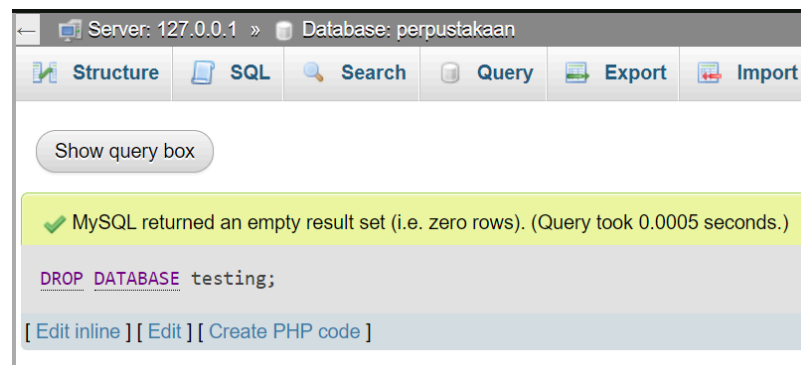 ← Server: 127.0.0.1 » Database: perpustakaan
Structure SQL Search Query Export Import
Show query box
MySQL returned an empty result set (i.e. zero rows). (Query took 0.0005 seconds.)
DROP DATABASE testing;
[ Edit inline ] [ Edit ] [ Create PHP code ]